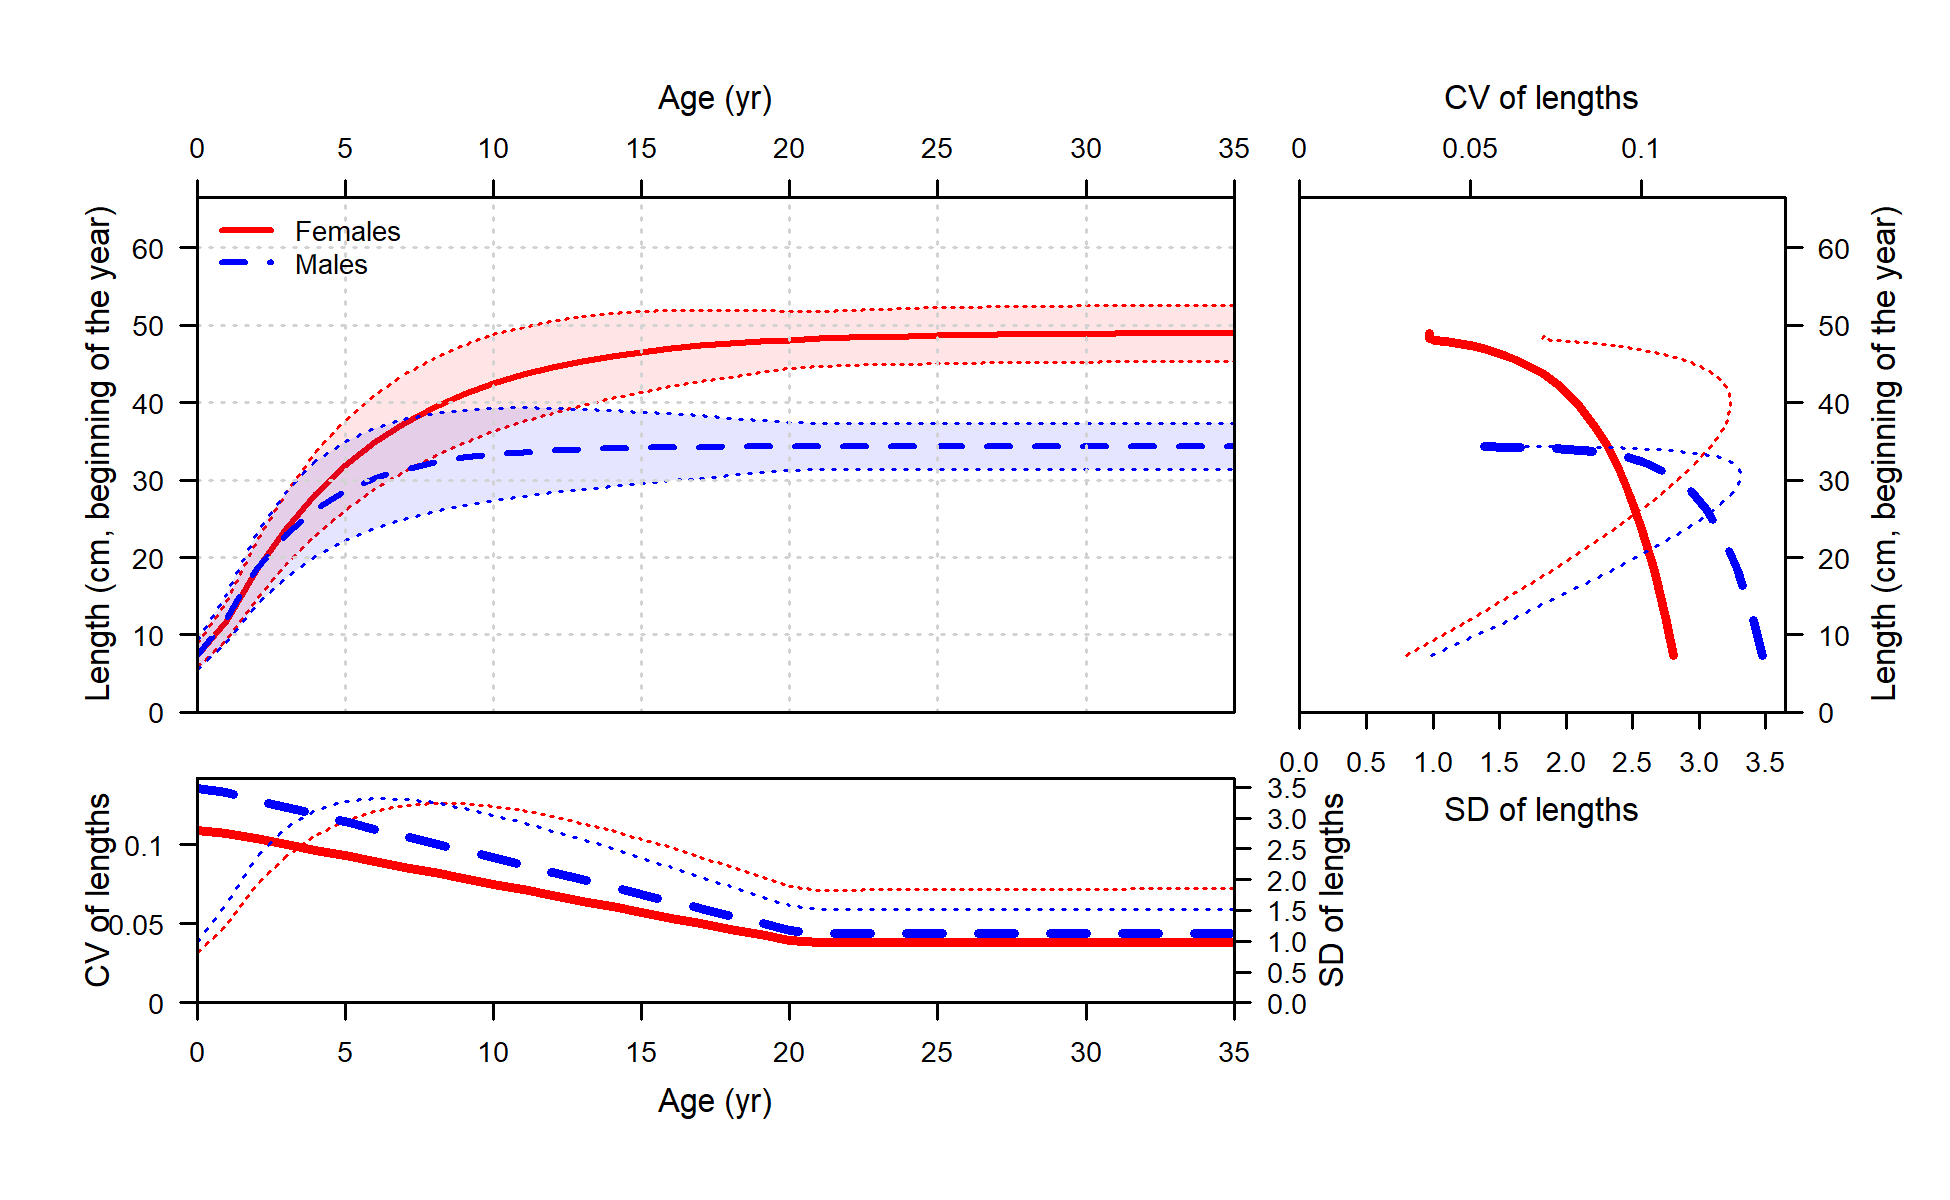 Age (yr)
0 5 10 15 20 25 30 35
Length (cm, beginning of the year)
60
50
40
30
20
10
0
Females
Males
CV of lengths
0 0.05 0.1
Length (cm, beginning of the year)
60
50
40
30
20
10
0
0.0 0.5 1.0 1.5 2.0 2.5 3.0 3.5
SD of lengths
CV of lengths
0.1
0.05
0
SD of lengths
3.5
3.0
2.5
2.0
1.5
1.0
0.5
0.0
0 5 10 15 20 25 30 35
Age (yr)